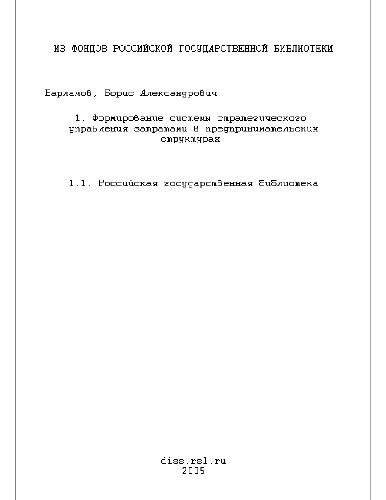 ИЗ ФОНДОВ РОССИЙСКОЙ ГОСУДАРСТВЕННОЙ БИБЛИОТЕКИ
Варламов, Борис Александрович
1. Формирование системы стратегического
управления затратами в предпринимательских
структурах
1.1. Российская государственная библиотека
diss.rsl.ru
2005